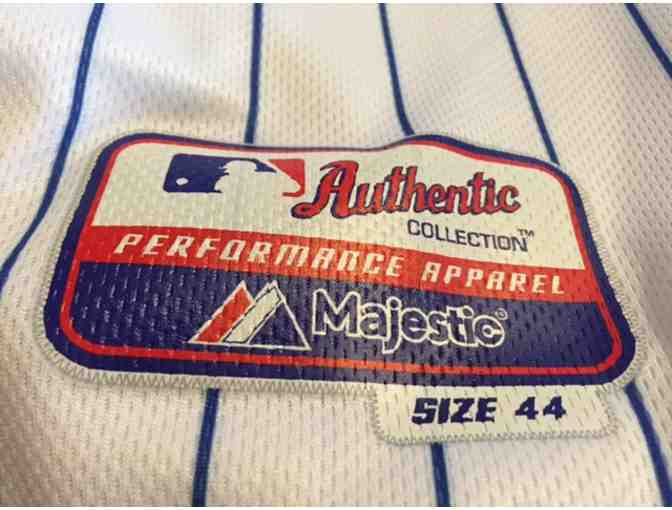 Authentic
COLLECTION™
PERFORMANCE APPAREL
Majestic®
SIZE 44